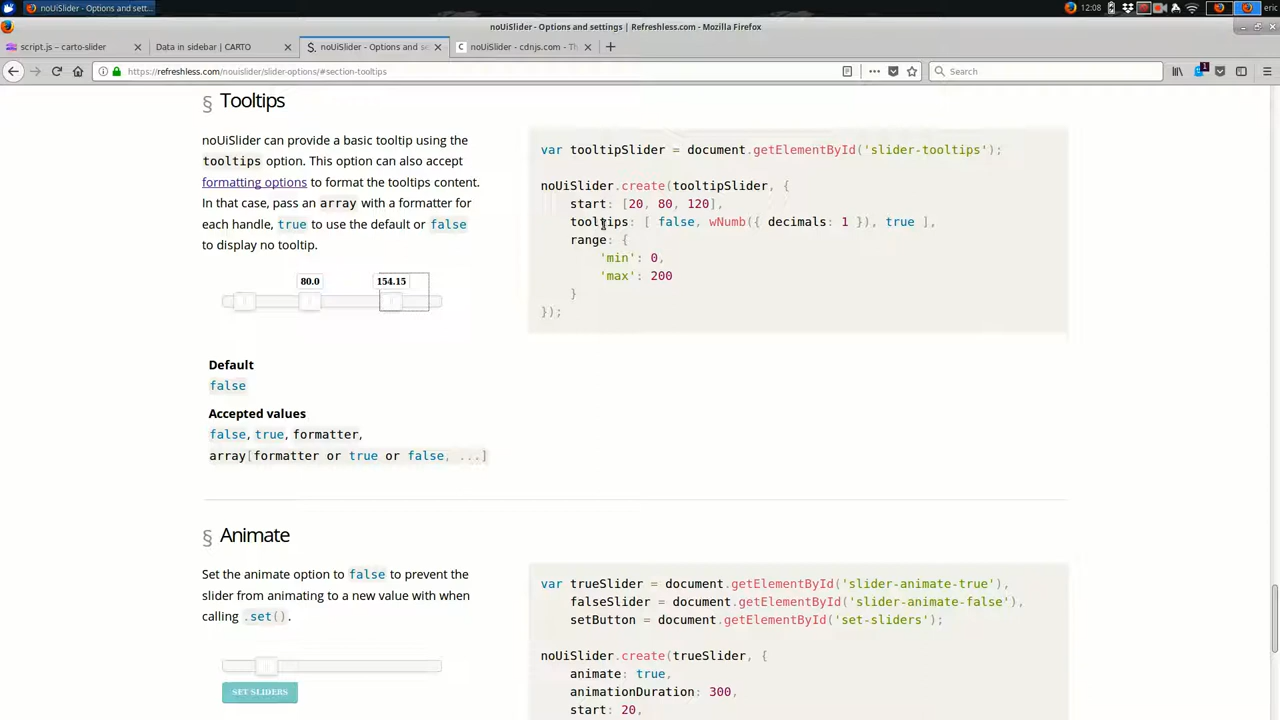 noUiSlider - Options and sett...
12:08
eric
noUiSlider - Options and settings | Refreshless.com - Mozilla Firefox
script.js – carto-slider
Data in sidebar | CARTO
noUiSlider - Options and se
noUiSlider - cdnjs.com - Th
https://refreshless.com/nouislider/slider-options/#section-tooltips
Search
1
§ Tooltips
noUiSlider can provide a basic tooltip using the
tooltips option. This option can also accept
formatting options to format the tooltips content.
In that case, pass an array with a formatter for
each handle, true to use the default or false
to display no tooltip.
80.0
154.15
Default
false
Accepted values
false, true, formatter,
array[formatter or true or false, ...]
var tooltipSlider = document.getElementById('slider-tooltips');
noUiSlider.create(tooltipSlider, {
start: [20, 80, 120],
tooltips: [ false, wNumb({ decimals: 1 }), true ],
range: {
'min': 0,
'max': 200
}
});
§ Animate
Set the animate option to false to prevent the
slider from animating to a new value with when
calling .set().
SET SLIDERS
var trueSlider = document.getElementById('slider-animate-true'),
falseSlider = document.getElementById('slider-animate-false'),
setButton = document.getElementById('set-sliders');
noUiSlider.create(trueSlider, {
animate: true,
animationDuration: 300,
start: 20,